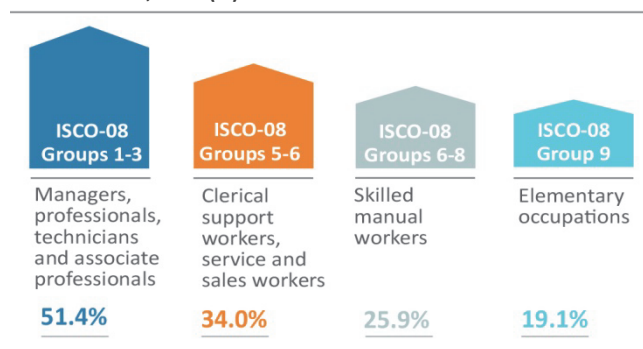 ISCO-08
Groups 1-3
Managers,
professionals,
technicians
and associate
professionals
51.4%
ISCO-08
Groups 5-6
Clerical
support
workers,
service and
sales workers
34.0%
ISCO-08
Groups 6-8
Skilled
manual
workers
25.9%
ISCO-08
Group 9
Elementary
occupations
19.1%